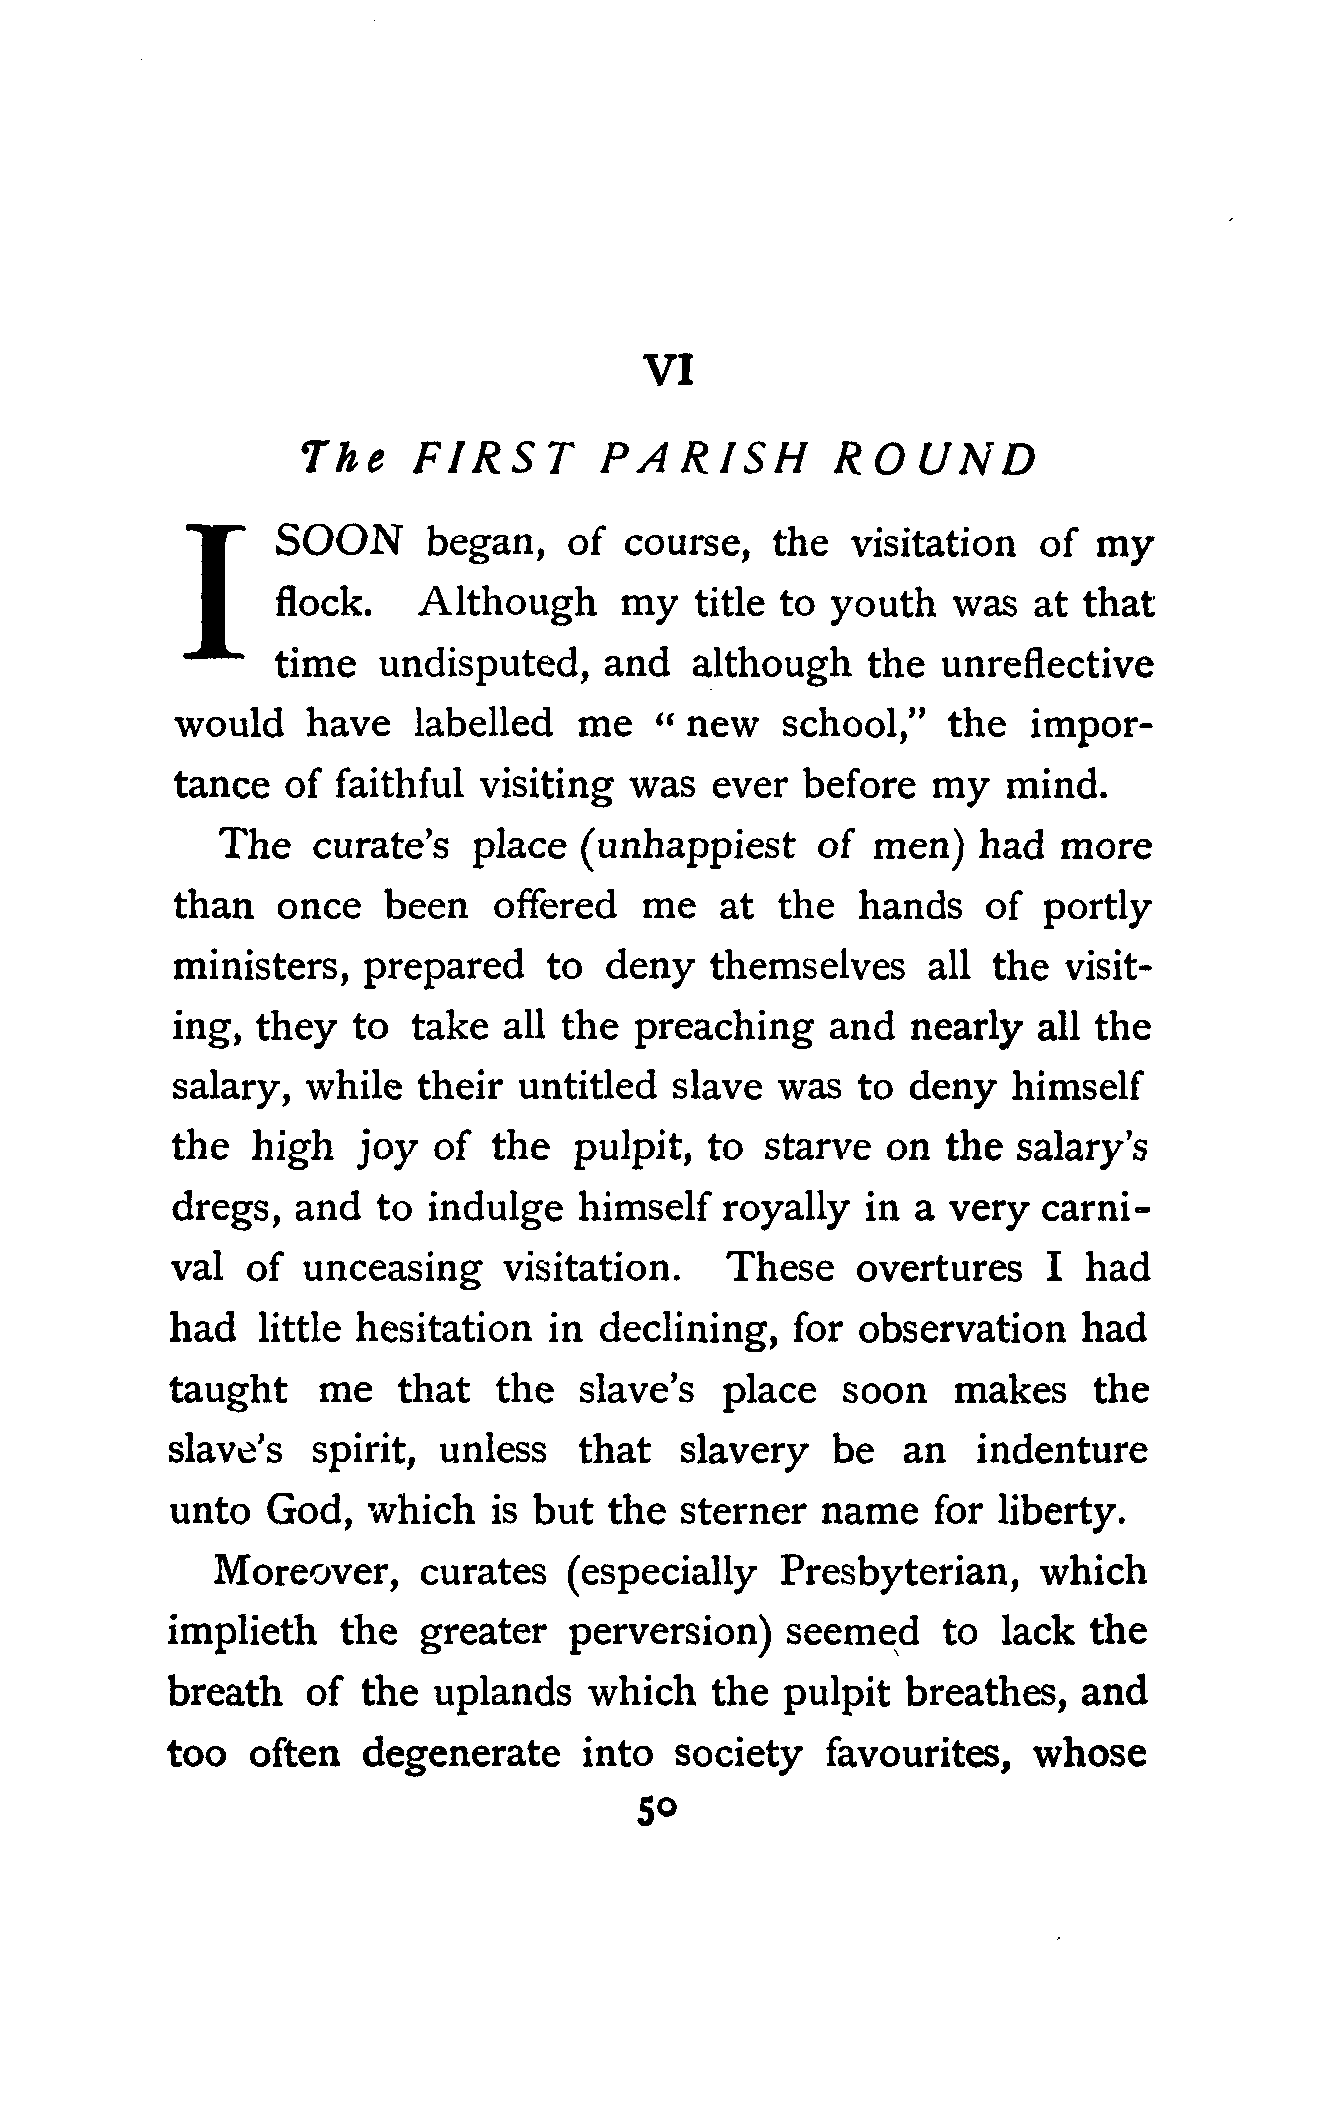 VI
The FIRST PARISH ROUND
I SOON began, of course, the visitation of my
flock. Although my title to youth was at that
time undisputed, and although the unreflective
would have labelled me “ new school,” the impor-
tance of faithful visiting was ever before my mind.
The curate’s place (unhappiest of men) had more
than once been offered me at the hands of portly
ministers, prepared to deny themselves all the visit-
ing, they to take all the preaching and nearly all the
salary, while their untitled slave was to deny himself
the high joy of the pulpit, to starve on the salary’s
dregs, and to indulge himself royally in a very carni-
val of unceasing visitation. These overtures I had
had little hesitation in declining, for observation had
taught me that the slave’s place soon makes the
slave’s spirit, unless that slavery be an indenture
unto God, which is but the sterner name for liberty.
Moreover, curates (especially Presbyterian, which
implieth the greater perversion) seemed to lack the
breath of the uplands which the pulpit breathes, and
too often degenerate into society favourites, whose
50